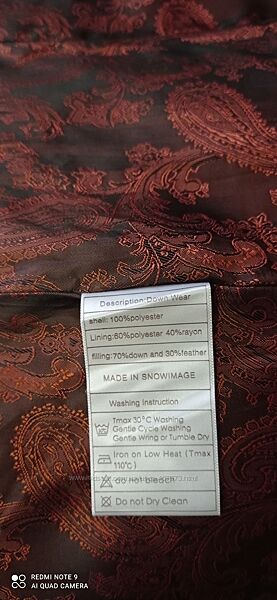 Description:Down Wear
shell: 100%polyester
Lining:60%polyester 40%rayon
filling:70%down and 30%feather
MADE IN SNOWIMAGE
Washing Instruction
Tmax 30°C Washing
Gentle Cycle Washing
Gentle Wring or Tumble Dry
Iron on Low Heat (Tmax
110℃)
do not bleach
Do not Dry Clean
REDMI NOTE 9
AI QUAD CAMERA